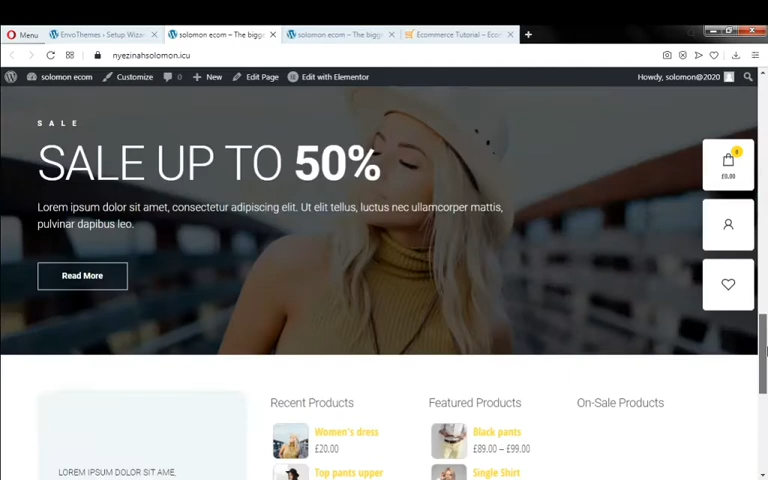 Menu
EnvoThemes › Setup Wizar
solomon ecom – The bigge
solomon ecom – The bigg
Ecommerce Tutorial – Ecor
nyezinahsolomon.icu
solomon ecom
Customize
0
New
Edit Page
Edit with Elementor
Howdy, solomon@2020
SALE
SALE UP TO 50%
Lorem ipsum dolor sit amet, consectetur adipiscing elit. Ut elit tellus, luctus nec ullamcorper mattis,
pulvinar dapibus leo.
Read More
0
£0.00
Recent Products
Featured Products
On-Sale Products
Women's dress
£20.00
Black pants
£89.00 – £99.00
LOREM IPSUM DOLOR SIT AME,
Top pants upper
Single Shirt